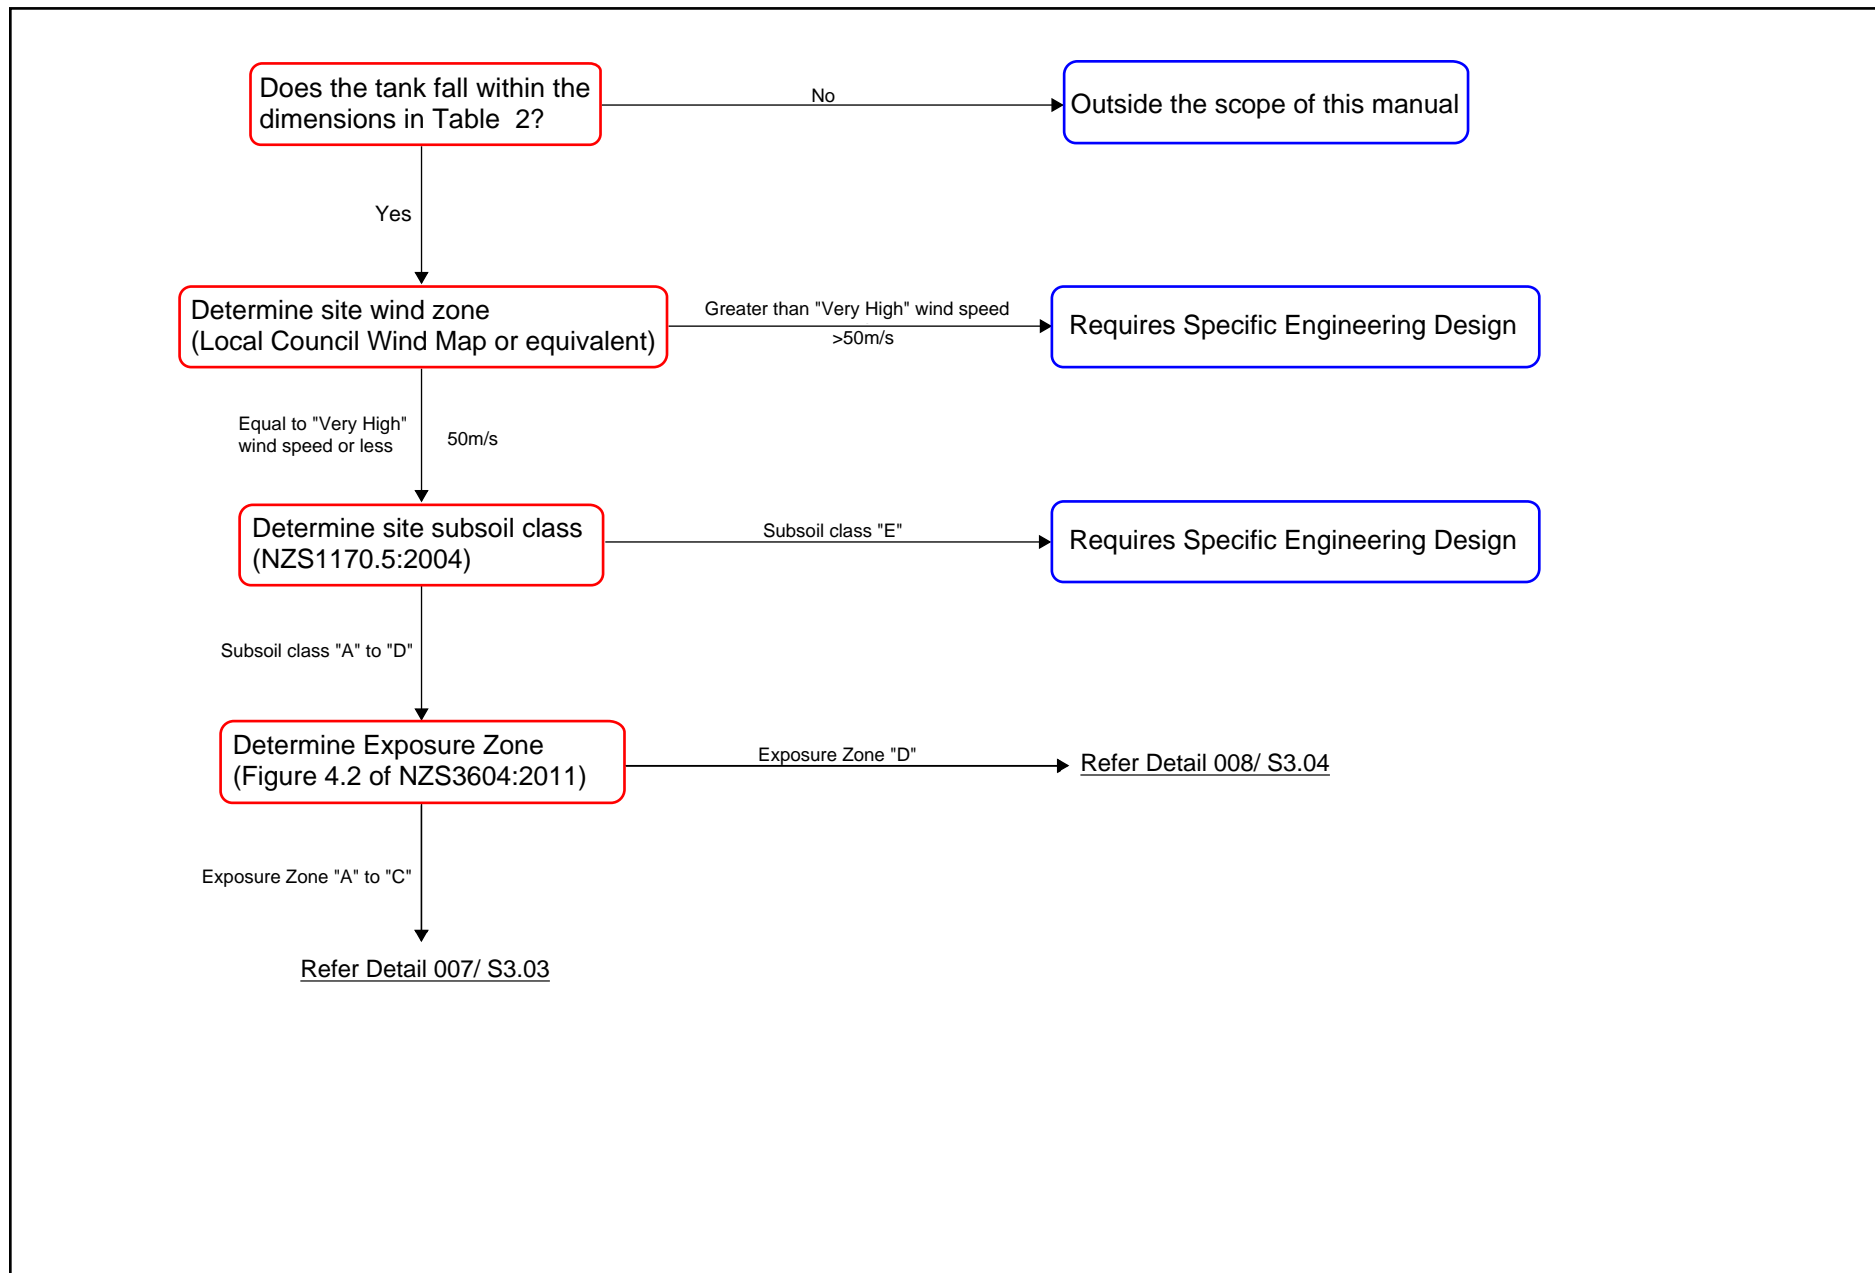 Does the tank fall within the
dimensions in Table  2?
No
Outside the scope of this manual
Yes
Determine site wind zone
(Local Council Wind Map or equivalent)
Greater than "Very High" wind speed
>50m/s
Requires Specific Engineering Design
Equal to "Very High"
wind speed or less
50m/s
Determine site subsoil class
(NZS1170.5:2004)
Subsoil class "E"
Requires Specific Engineering Design
Subsoil class "A" to "D"
Determine Exposure Zone
(Figure 4.2 of NZS3604:2011)
Exposure Zone "D"
Refer Detail 008/ S3.04
Exposure Zone "A" to "C"
Refer Detail 007/ S3.03